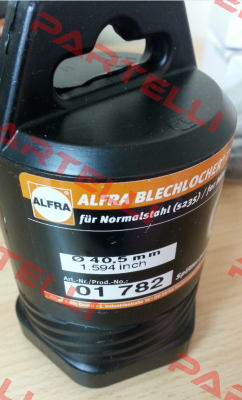 ALFRA
ALFRA BLECHLOCHER
für Normalstahl (S235) / for
Ø 40.5 mm
1.594 inch
Art.-Nr./Prod.-No.:
01 782
PARTELLI